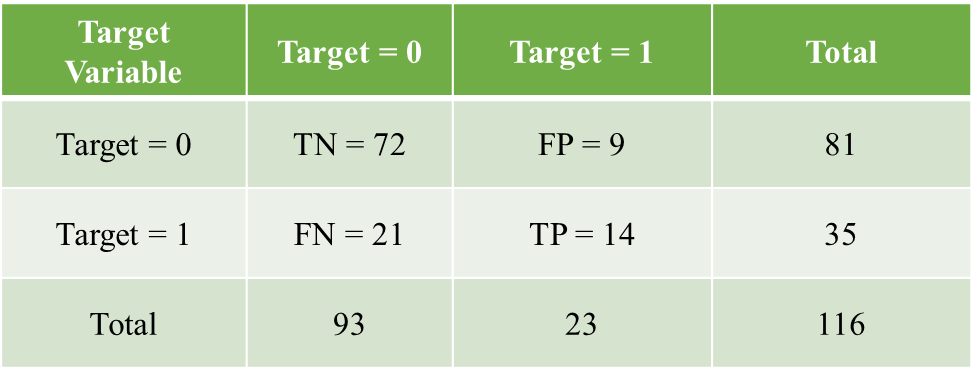 Target Variable Target = 0 Target = 1 Total
Target = 0 TN = 72 FP = 9 81
Target = 1 FN = 21 TP = 14 35
Total 93 23 116